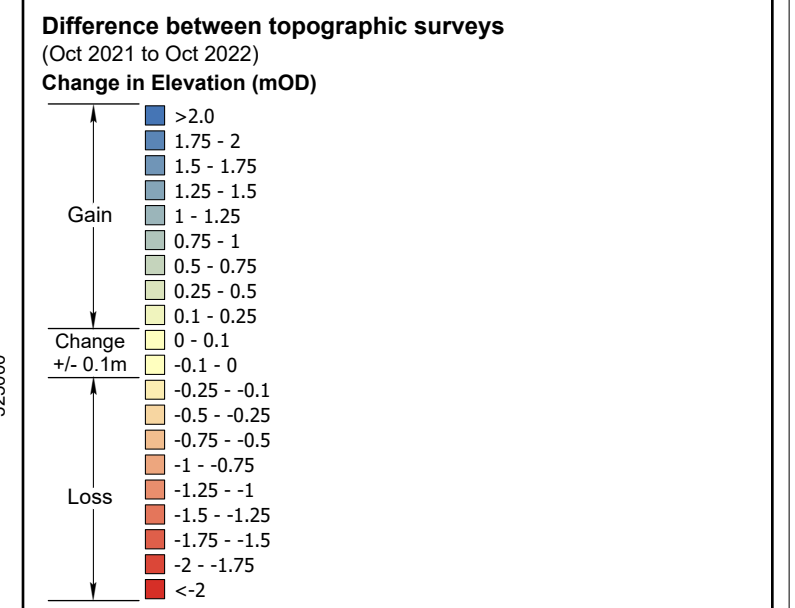 Difference between topographic surveys
(Oct 2021 to Oct 2022)
Change in Elevation (mOD)
>2.0
1.75 - 2
1.5 - 1.75
1.25 - 1.5
Gain
1 - 1.25
0.75 - 1
0.5 - 0.75
0.25 - 0.5
0.1 - 0.25
Change
+/- 0.1m
0 - 0.1
-0.1 - 0
-0.25 - -0.1
-0.5 - -0.25
-0.75 - -0.5
-1 - -0.75
-1.25 - -1
Loss
-1.5 - -1.25
-1.75 - -1.5
-2 - -1.75
<-2